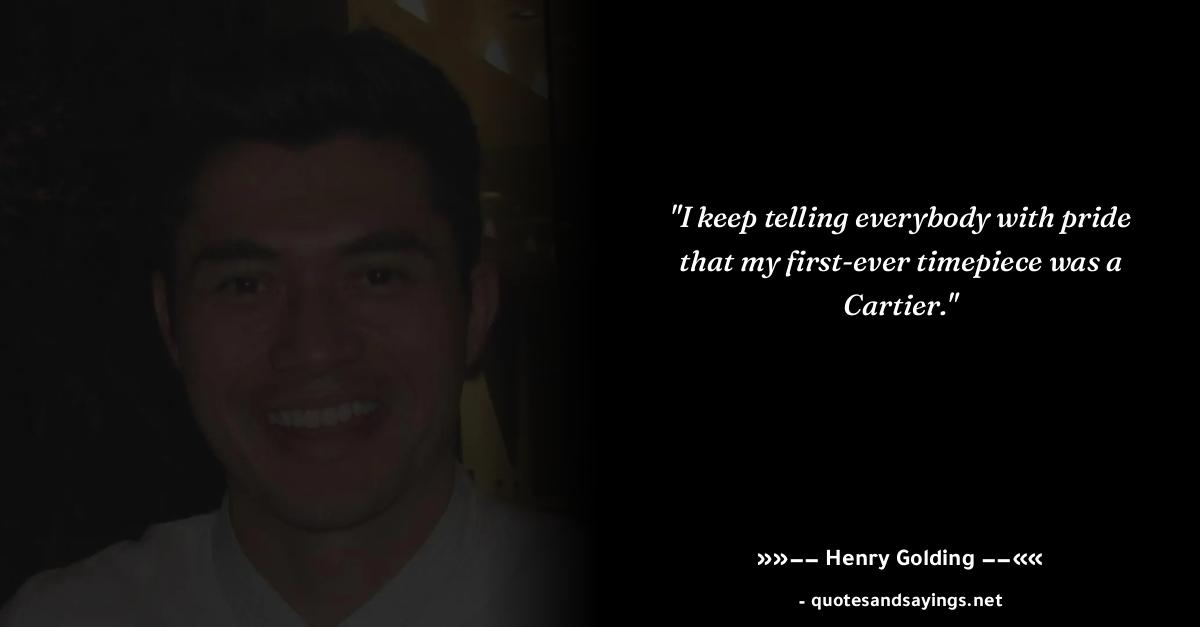 "I keep telling everybody with pride
that my first-ever timepiece was a
Cartier."
»»–– Henry Golding ––««
- quotesandsayings.net